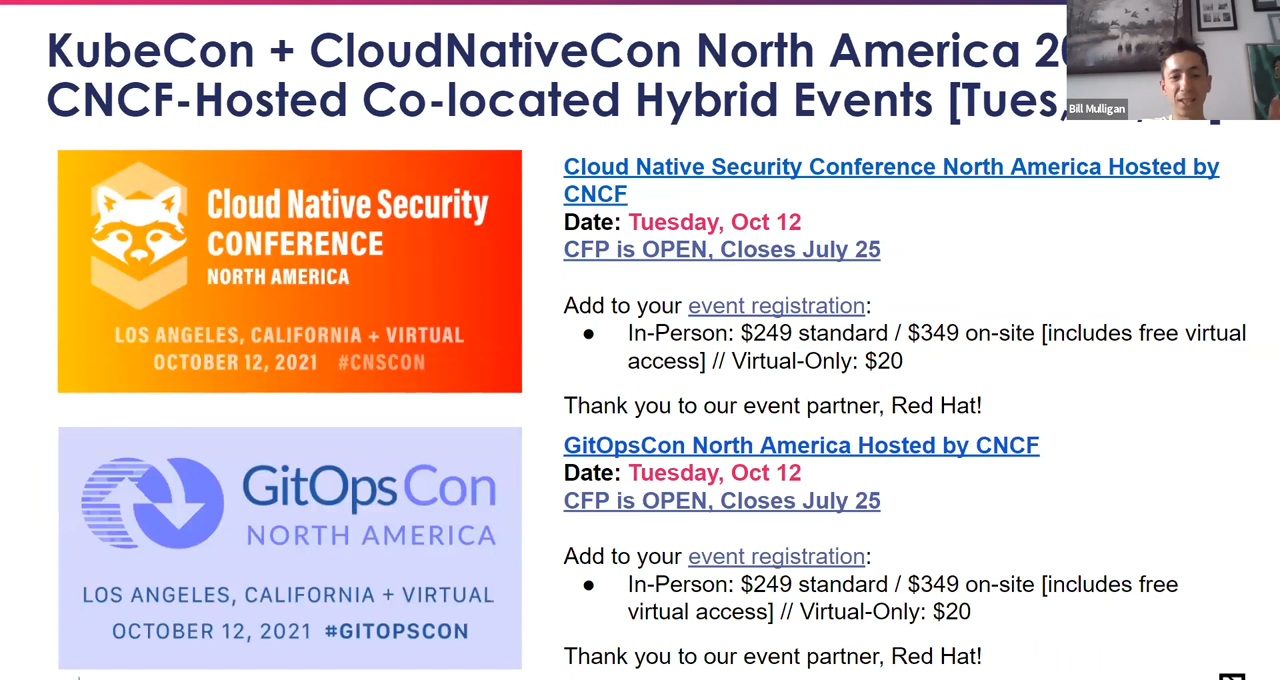 KubeCon + CloudNativeCon North America
CNCF-Hosted Co-located Hybrid Events [Tues,
Bill Mulligan
Cloud Native Security
CONFERENCE
NORTH AMERICA
LOS ANGELES, CALIFORNIA + VIRTUAL
OCTOBER 12, 2021 #CNSCON
Cloud Native Security Conference North America Hosted by
CNCF
Date: Tuesday, Oct 12
CFP is OPEN, Closes July 25
Add to your event registration:
● In-Person: $249 standard / $349 on-site [includes free virtual
access] // Virtual-Only: $20
Thank you to our event partner, Red Hat!
GitOpsCon
NORTH AMERICA
LOS ANGELES, CALIFORNIA + VIRTUAL
OCTOBER 12, 2021 #GITOPSCON
GitOpsCon North America Hosted by CNCF
Date: Tuesday, Oct 12
CFP is OPEN, Closes July 25
Add to your event registration:
● In-Person: $249 standard / $349 on-site [includes free
virtual access] // Virtual-Only: $20
Thank you to our event partner, Red Hat!